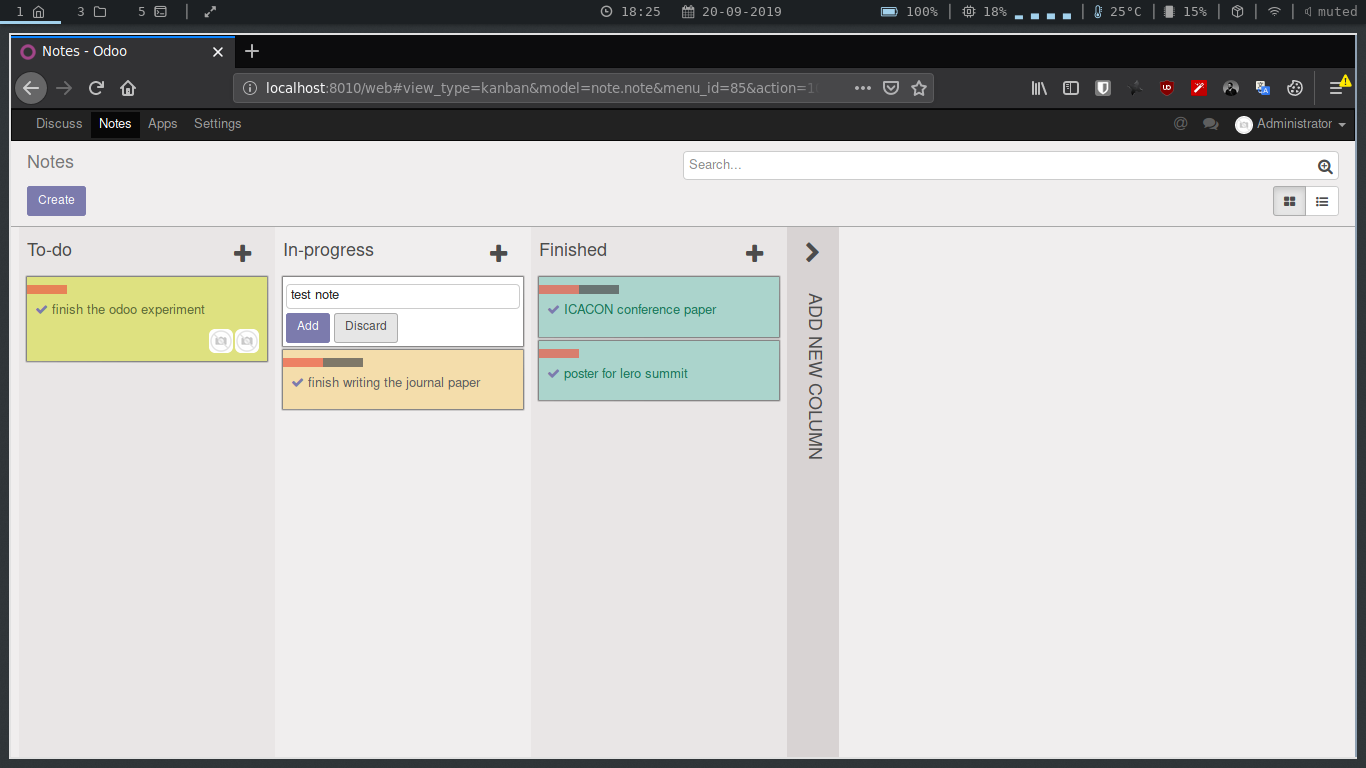 1 3 5 18:25 20-09-2019 100% 18% 25°C 15% muted
Notes - Odoo
localhost:8010/web#view_type=kanban&model=note.note&menu_id=85&action=1
Discuss Notes Apps Settings Administrator
Notes
Search...
Create
To-do
finish the odoo experiment
In-progress
test note
Add Discard
finish writing the journal paper
Finished
ICACON conference paper
poster for lero summit
ADD NEW COLUMN